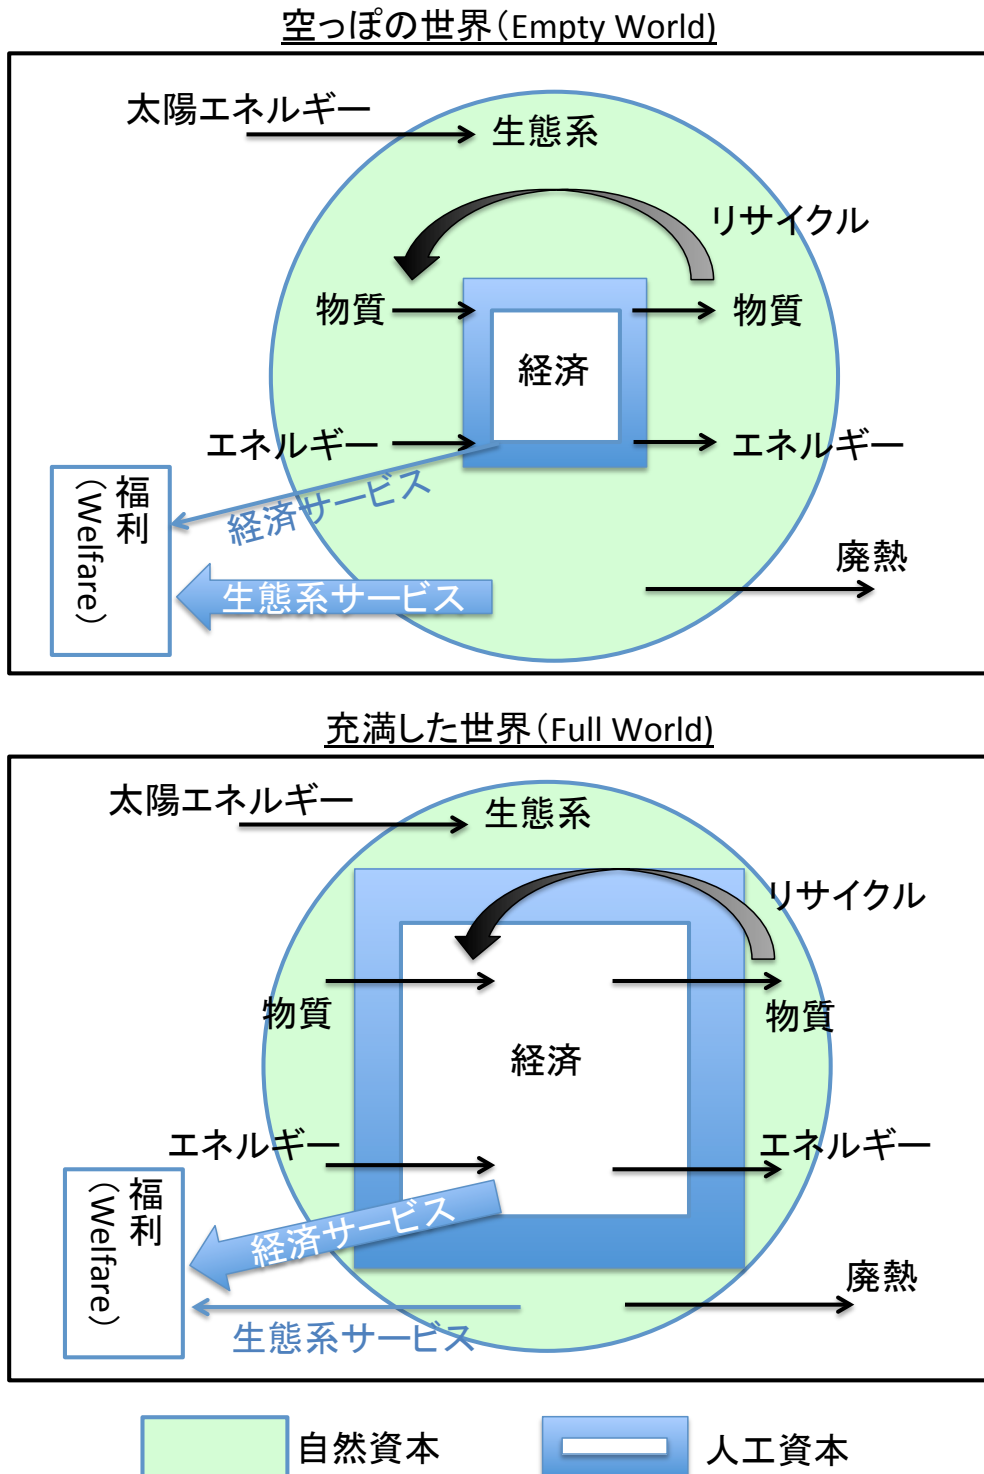 空っぽの世界(Empty World)
太陽エネルギー
生態系
リサイクル
物質
物質
経済
エネルギー
エネルギー
経済サービス
福利
(Welfare)
生態系サービス
廃熱
充満した世界(Full World)
太陽エネルギー
生態系
リサイクル
物質
物質
経済
エネルギー
エネルギー
経済サービス
福利
(Welfare)
廃熱
生態系サービス
自然資本
人工資本